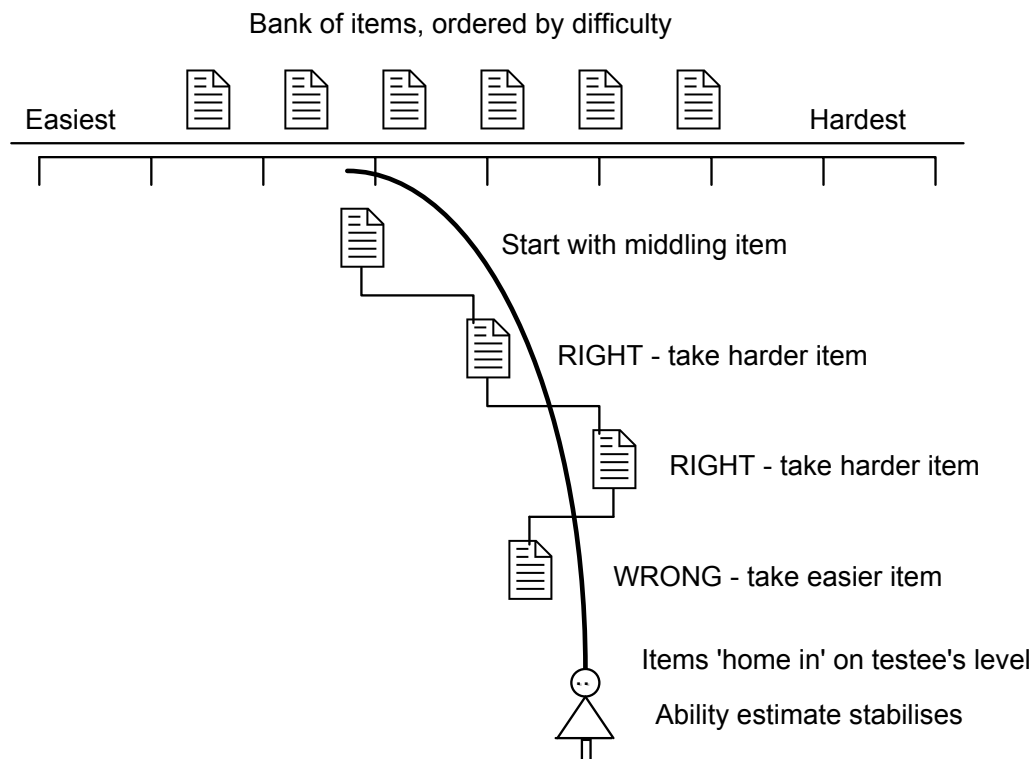 Bank of items, ordered by difficulty
Easiest
Hardest
Start with middling item
RIGHT - take harder item
RIGHT - take harder item
WRONG - take easier item
Items 'home in' on testee's level
Ability estimate stabilises